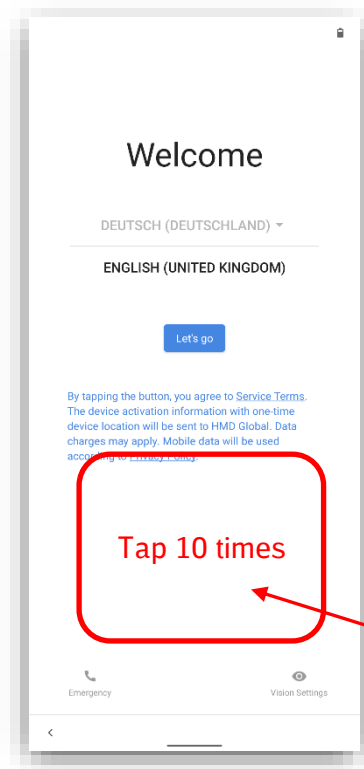 Welcome
DEUTSCH (DEUTSCHLAND)
ENGLISH (UNITED KINGDOM)
Let's go
By tapping the button, you agree to Service Terms.
The device activation information with one-time
device location will be sent to HMD Global. Data
charges may apply. Mobile data will be used
according to Privacy Policy.
Tap 10 times
Emergency
Vision Settings